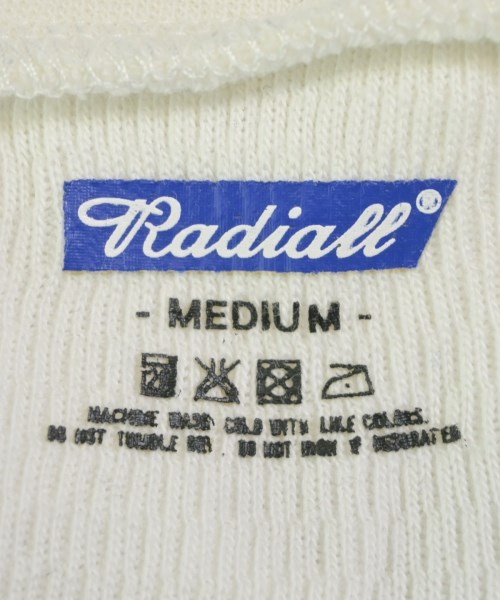 Radiall®
- MEDIUM -
MACHINE WASH COLD WITH LIKE COLORS.
DO NOT TUMBLE DRY DO NOT IRON IF DECORATED